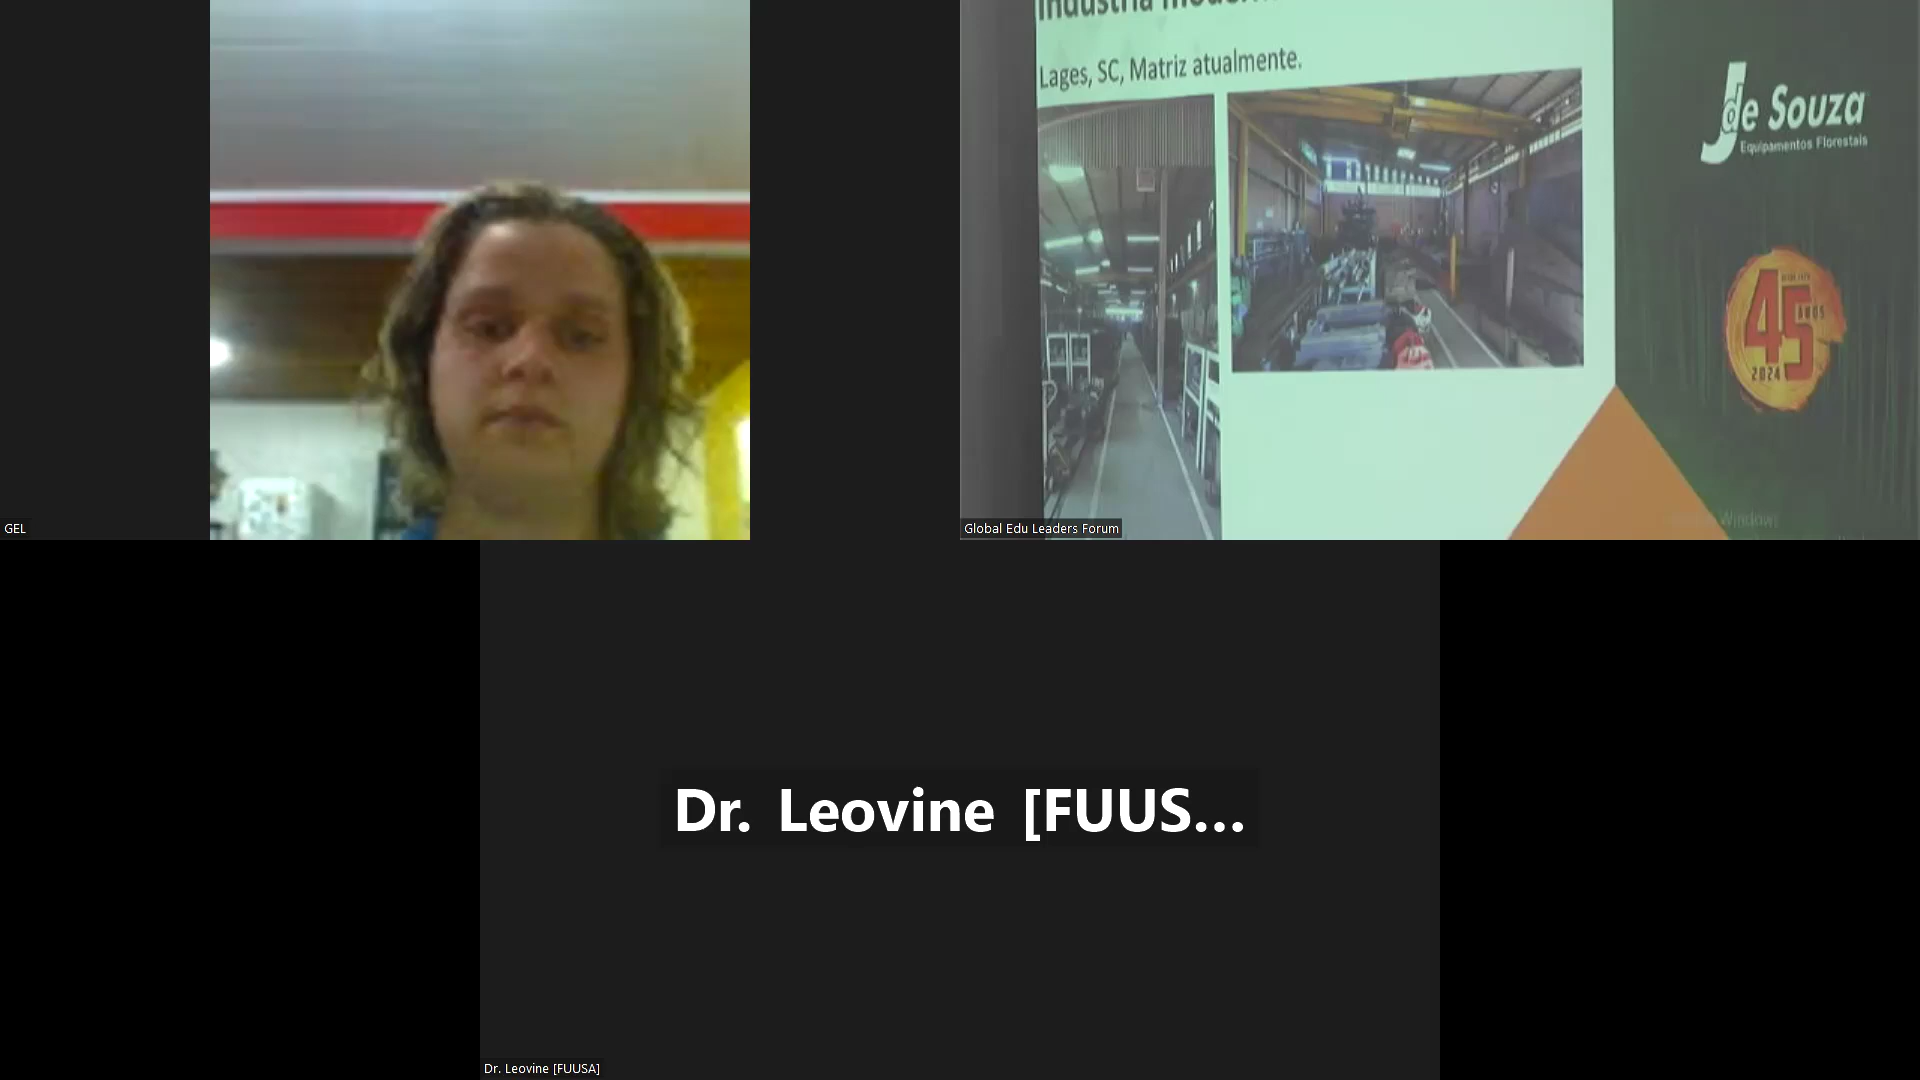 Lages, SC, Matriz atualmente.
J de Souza
Equipamentos Florestais
45
ANOS
2024
GEL
Global Edu Leaders Forum
Dr. Leovine [FUUS...
Dr. Leovine [FUUSA]